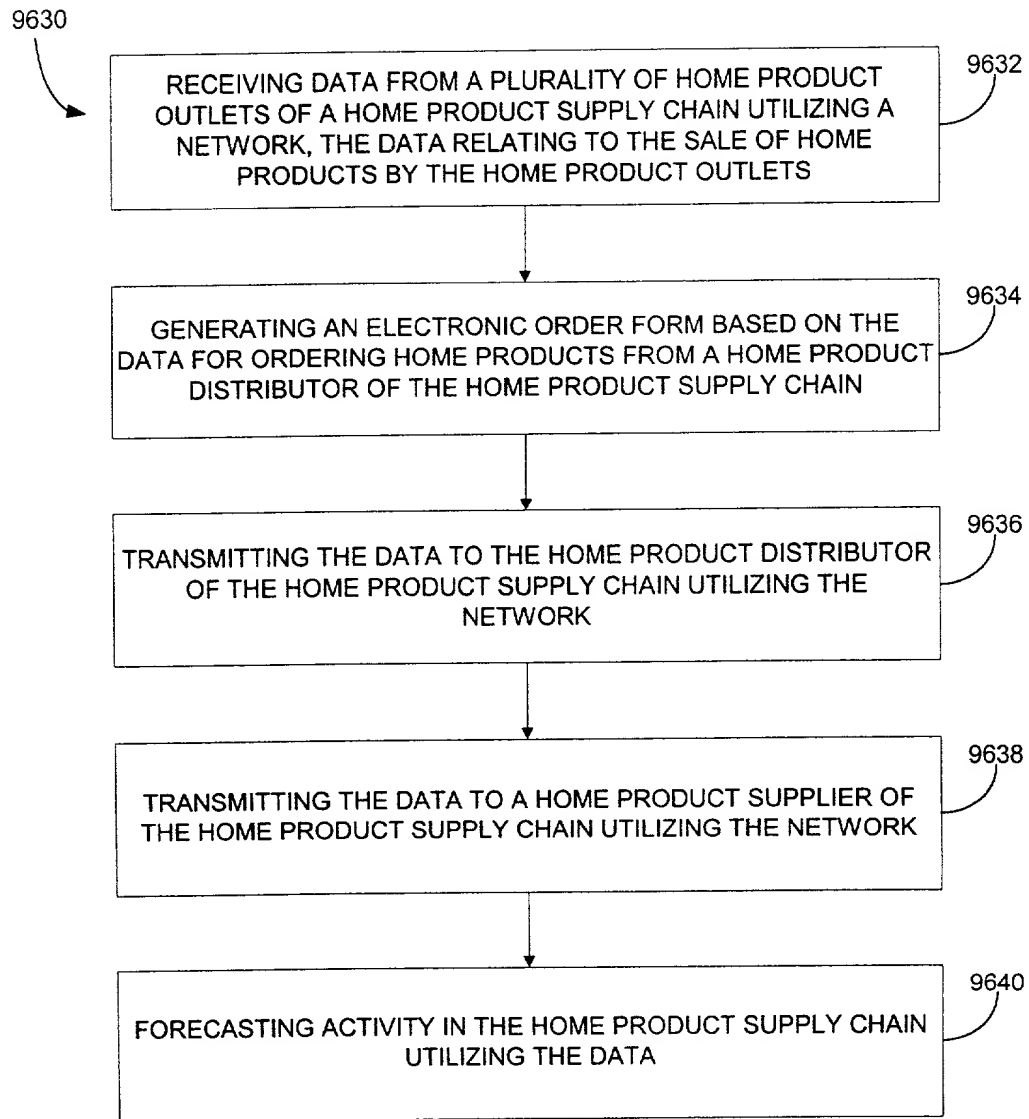 9630
RECEIVING DATA FROM A PLURALITY OF HOME PRODUCT
OUTLETS OF A HOME PRODUCT SUPPLY CHAIN UTILIZING A
NETWORK, THE DATA RELATING TO THE SALE OF HOME
PRODUCTS BY THE HOME PRODUCT OUTLETS
9632
GENERATING AN ELECTRONIC ORDER FORM BASED ON THE
DATA FOR ORDERING HOME PRODUCTS FROM A HOME PRODUCT
DISTRIBUTOR OF THE HOME PRODUCT SUPPLY CHAIN
9634
TRANSMITTING THE DATA TO THE HOME PRODUCT DISTRIBUTOR
OF THE HOME PRODUCT SUPPLY CHAIN UTILIZING THE
NETWORK
9636
TRANSMITTING THE DATA TO A HOME PRODUCT SUPPLIER OF
THE HOME PRODUCT SUPPLY CHAIN UTILIZING THE NETWORK
9638
FORECASTING ACTIVITY IN THE HOME PRODUCT SUPPLY CHAIN
UTILIZING THE DATA
9640